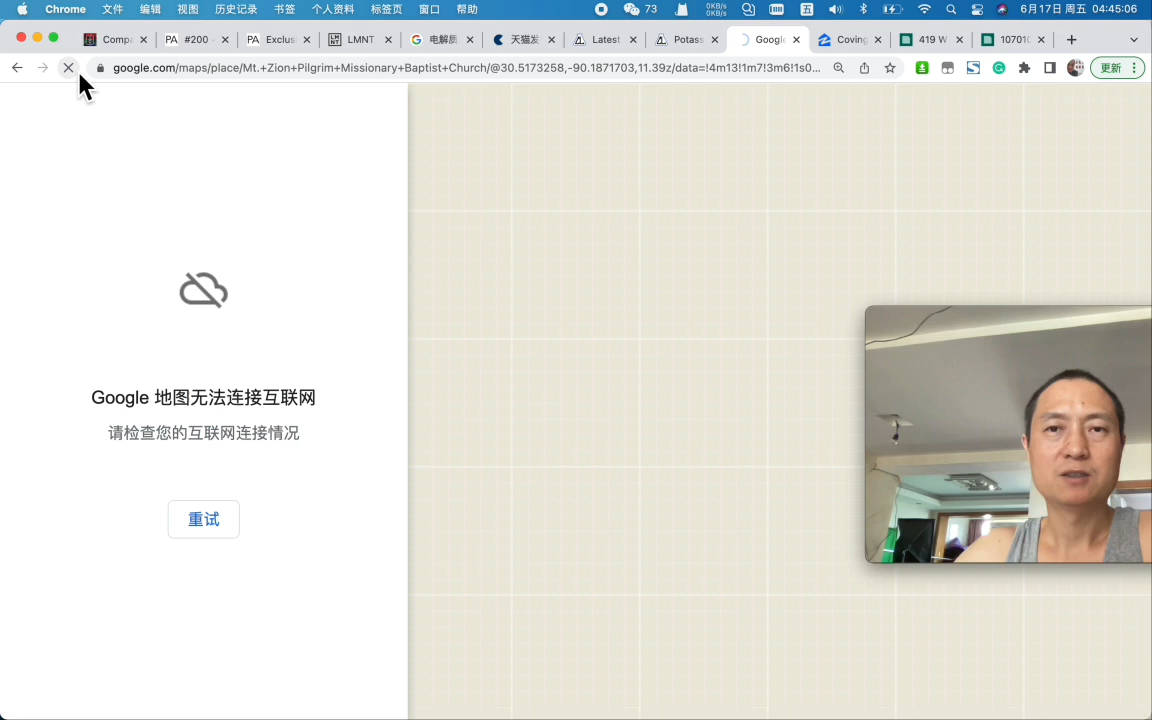 Chrome 文件 编辑 视图 历史记录 书签 个人资料 标签页 窗口 帮助 73 0KB/s 0KB/s 五 6月17日 周五 04:45:06
Compa PA #200 - PA Exclus LMNT 电解质 天猫发 Latest Potass Google Coving 419 W 10701
google.com/maps/place/Mt.+Zion+Pilgrim+Missionary+Baptist+Church/@30.5173258,-90.1871703,11.39z/data=!4m13!1m7!3m6!1s0... 更新
Google 地图无法连接互联网
请检查您的互联网连接情况
重试